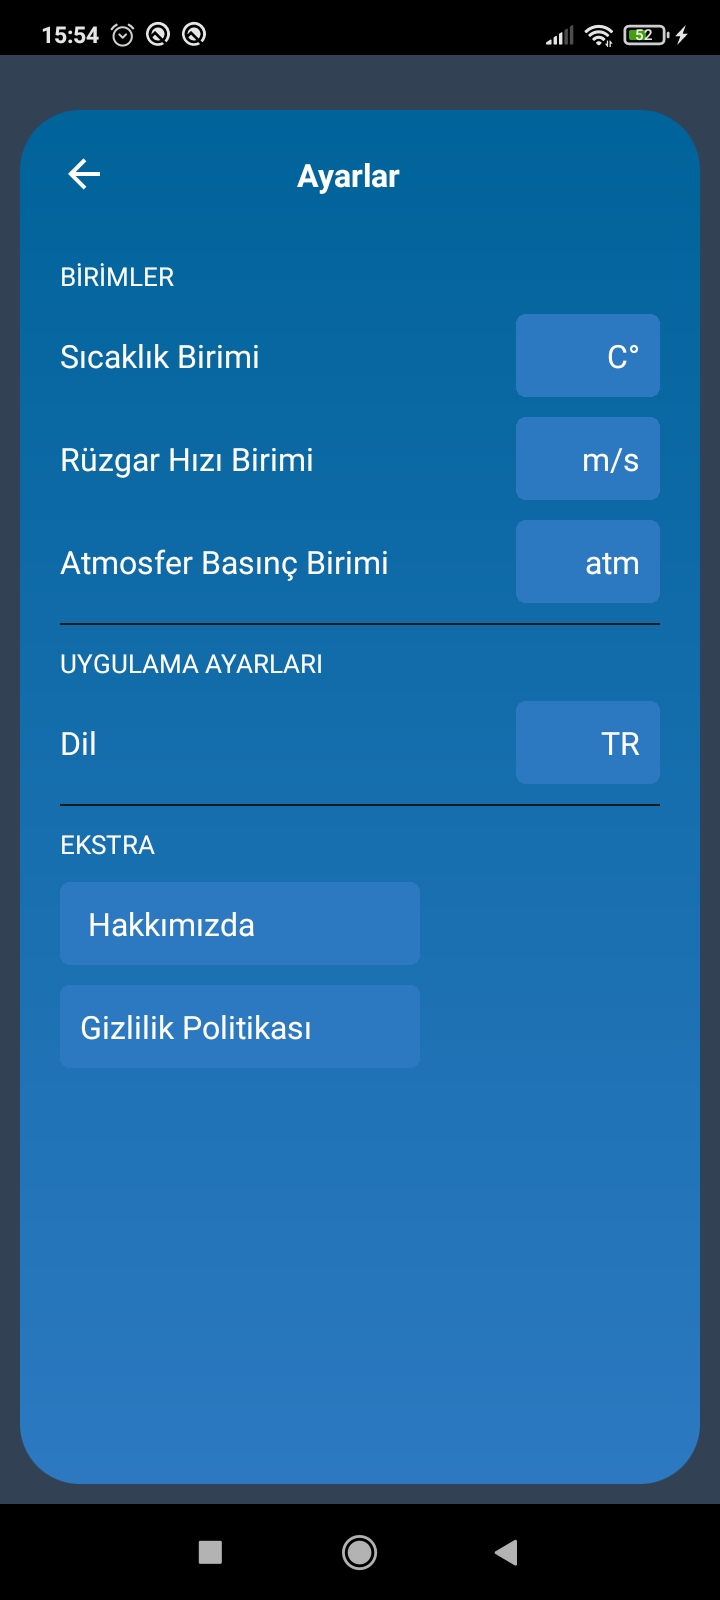 15:54
52
Ayarlar
BİRİMLER
Sıcaklık Birimi
C°
Rüzgar Hızı Birimi
m/s
Atmosfer Basınç Birimi
atm
UYGULAMA AYARLARI
Dil
TR
EKSTRA
Hakkımızda
Gizlilik Politikası